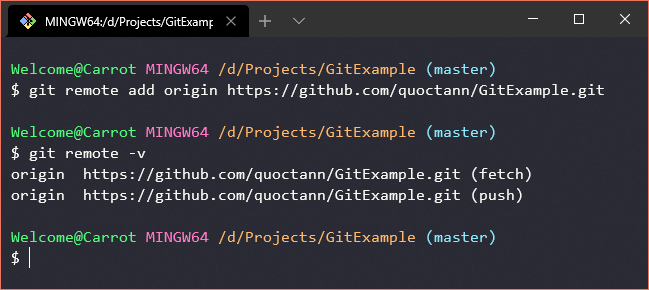 MINGW64:/d/Projects/GitExamp
Welcome@Carrot MINGW64 /d/Projects/GitExample (master)
$ git remote add origin https://github.com/quoctann/GitExample.git
Welcome@Carrot MINGW64 /d/Projects/GitExample (master)
$ git remote -v
origin  https://github.com/quoctann/GitExample.git (fetch)
origin  https://github.com/quoctann/GitExample.git (push)
Welcome@Carrot MINGW64 /d/Projects/GitExample (master)
$